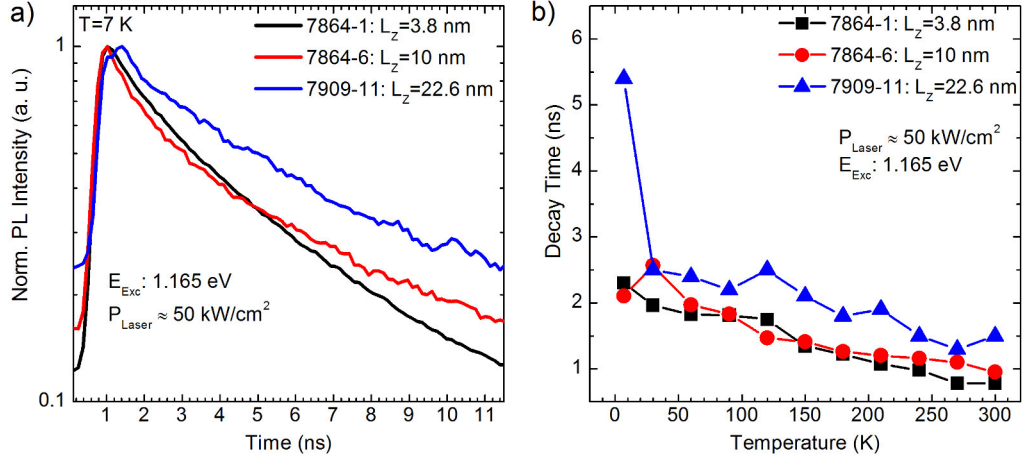 a)
T=7 K
7864-1: L_Z=3.8 nm
7864-6: L_Z=10 nm
7909-11: L_Z=22.6 nm
1
0.1
Norm. PL Intensity (a. u.)
E_Exc: 1.165 eV
P_Laser ≈ 50 kW/cm²
1 2 3 4 5 6 7 8 9 10 11
Time (ns)
b)
7864-1: L_Z=3.8 nm
7864-6: L_Z=10 nm
7909-11: L_Z=22.6 nm
P_Laser ≈ 50 kW/cm²
E_Exc: 1.165 eV
6
5
4
3
2
1
Decay Time (ns)
0 50 100 150 200 250 300
Temperature (K)